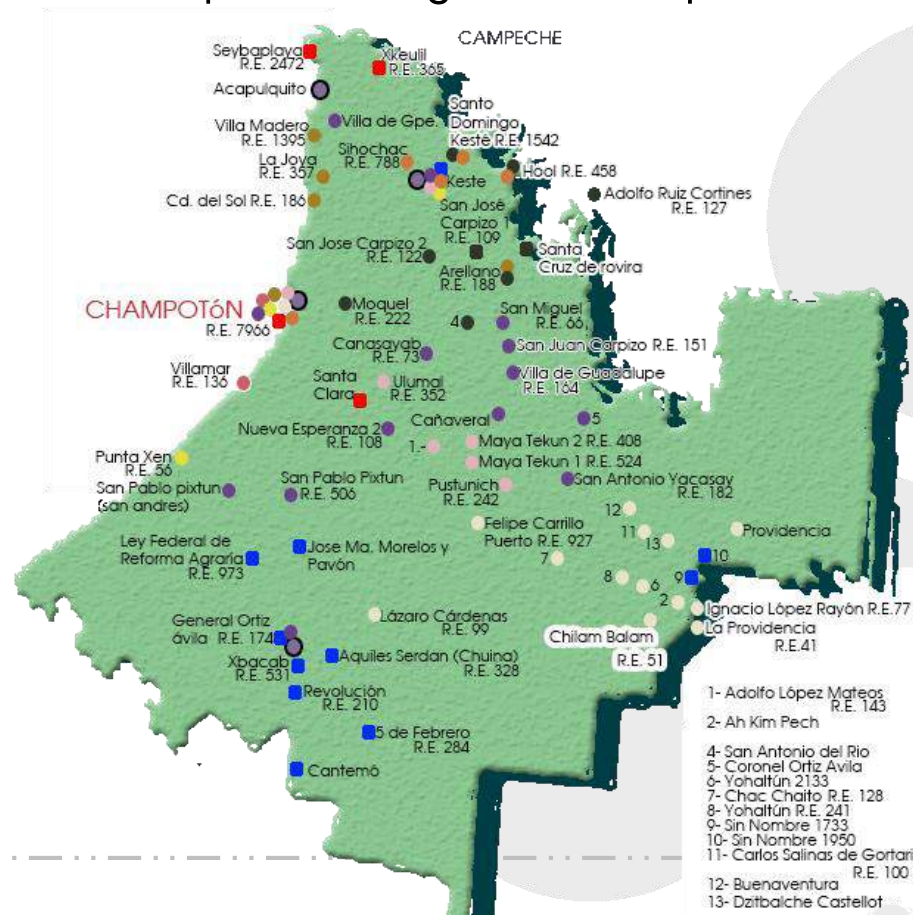 CAMPECHE
Seybaplaya
R.E. 2472
Xkeulil
R.E. 365
Acapulquito
Santo
Domingo
Kesté R.E. 1542
Villa de Gpe.
Villa Madero
R.E. 1395
Sihochac
R.E. 788
La Joya
R.E. 357
Keste
Hool R.E. 458
Cd. del Sol R.E. 186
Adolfo Ruiz Cortines
R.E. 127
San José
Carpizo 1
R.E. 109
San Jose Carpizo 2
R.E. 122
Santa
Cruz de rovira
Arellano
R.E. 188
CHAMPOTóN
R.E. 7966
Moquel
R.E. 222
4
San Miguel
R.E. 66
Canasayab
R.E. 73
San Juan Carpizo R.E. 151
Villamar
R.E. 136
Santa
Clara
Ulumal
R.E. 352
Villa de Guadalupe
R.E. 164
Cañaveral
5
Nueva Esperanza 2
R.E. 108
1.-
Maya Tekun 2 R.E. 408
Maya Tekun 1 R.E. 524
Punta Xen
R.E. 56
San Pablo pixtun
(san andres)
San Pablo Pixtun
R.E. 506
Pustunich
R.E. 242
San Antonio Yacasay
R.E. 182
12
Felipe Carrillo
Puerto R.E. 927
11
13
Providencia
Ley Federal de
Reforma Agraria
R.E. 973
Jose Ma. Morelos y
Pavón
7
10
8
6
9
2
Ignacio López Rayón R.E.77
La Providencia
R.E.41
Lázaro Cárdenas
R.E. 99
Chilam Balam
R.E. 51
General Ortiz
ávila R.E. 174
Xbacab
R.E. 531
Aquiles Serdan (Chuina)
R.E. 328
Revolución
R.E. 210
5 de Febrero
R.E. 284
Cantemó
1- Adolfo López Mateos
R.E. 143
2- Ah Kim Pech
4- San Antonio del Rio
5- Coronel Ortiz Avila
6- Yohaltún 2133
7- Chac Chaito R.E. 128
8- Yohaltún R.E. 241
9- Sin Nombre 1733
10- Sin Nombre 1950
11- Carlos Salinas de Gortari
R.E. 100
12- Buenaventura
13- Dzitbalche Castellot